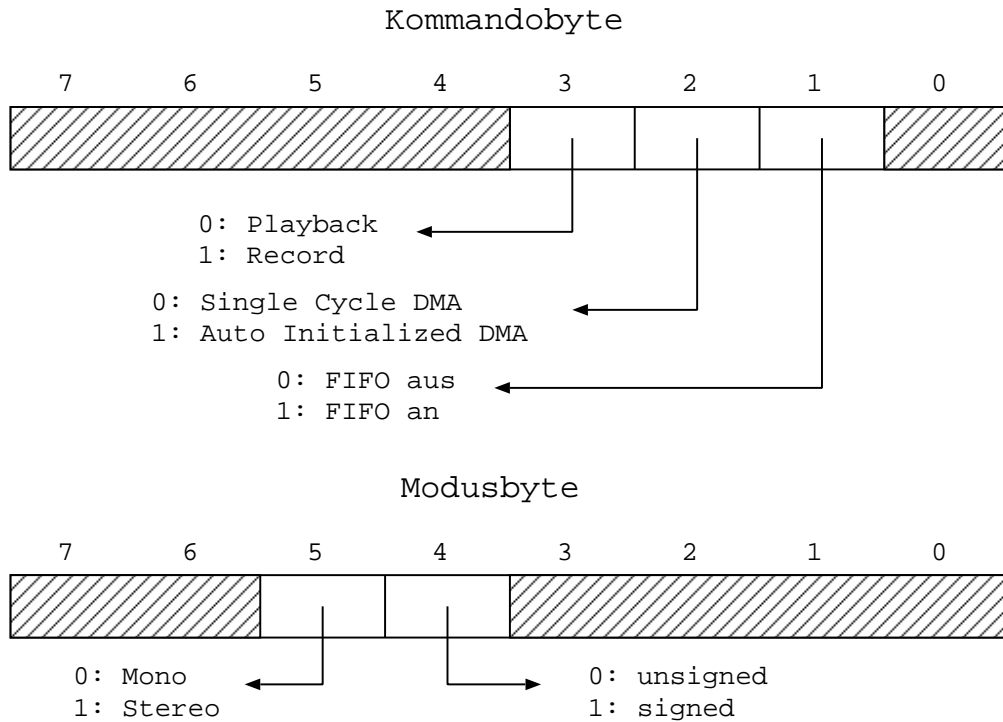 Kommandobyte
7 6 5 4 3 2 1 0
0: Playback
1: Record
0: Single Cycle DMA
1: Auto Initialized DMA
0: FIFO aus
1: FIFO an
Modusbyte
7 6 5 4 3 2 1 0
0: Mono
1: Stereo
0: unsigned
1: signed